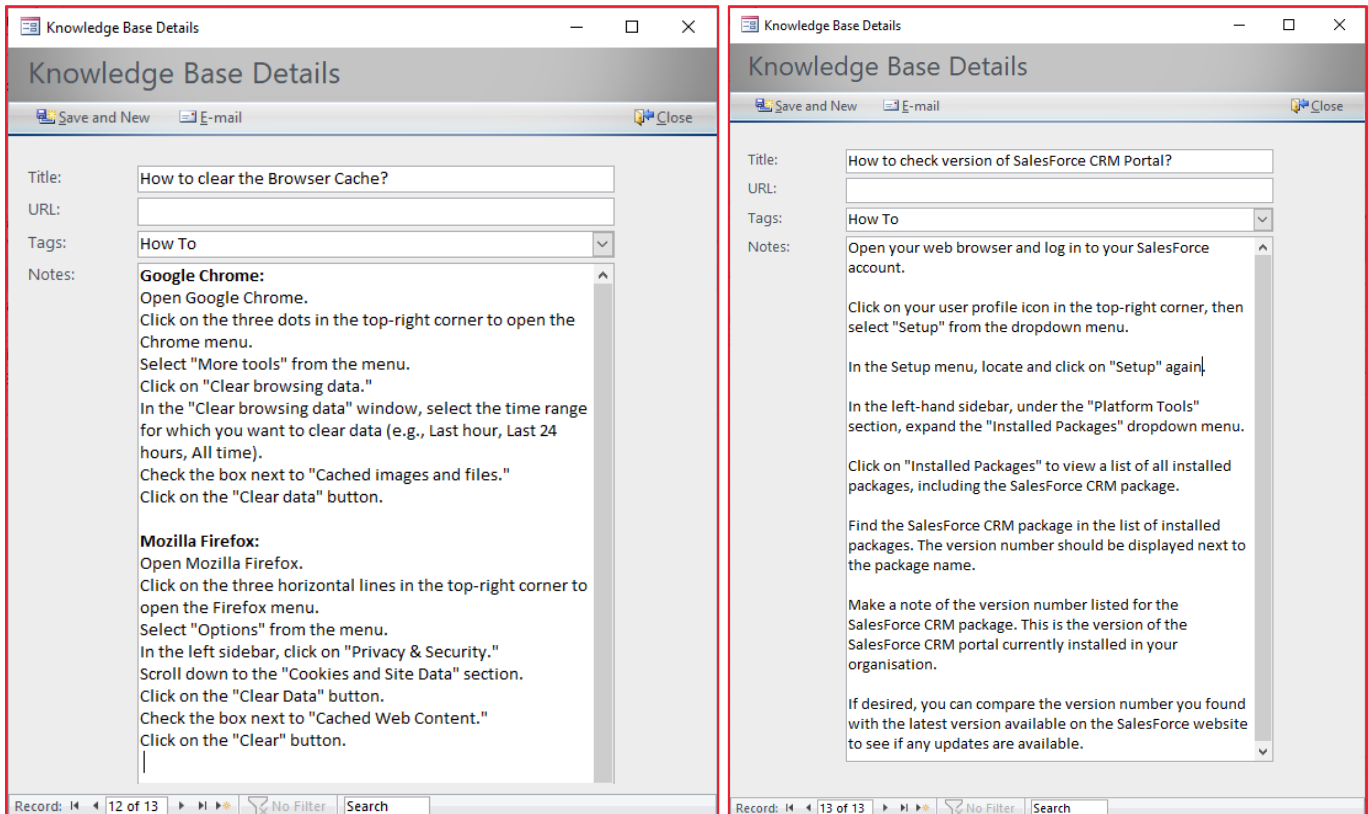 Knowledge Base Details
Knowledge Base Details
Save and New
E-mail
Close
Title:
How to clear the Browser Cache?
URL:
Tags:
How To
Notes:
Google Chrome:
Open Google Chrome.
Click on the three dots in the top-right corner to open the
Chrome menu.
Select "More tools" from the menu.
Click on "Clear browsing data."
In the "Clear browsing data" window, select the time range
for which you want to clear data (e.g., Last hour, Last 24
hours, All time).
Check the box next to "Cached images and files."
Click on the "Clear data" button.
Mozilla Firefox:
Open Mozilla Firefox.
Click on the three horizontal lines in the top-right corner to
open the Firefox menu.
Select "Options" from the menu.
In the left sidebar, click on "Privacy & Security."
Scroll down to the "Cookies and Site Data" section.
Click on the "Clear Data" button.
Check the box next to "Cached Web Content."
Click on the "Clear" button.
Record: 12 of 13 No Filter Search
Knowledge Base Details
Knowledge Base Details
Save and New
E-mail
Close
Title:
How to check version of SalesForce CRM Portal?
URL:
Tags:
How To
Notes:
Open your web browser and log in to your SalesForce
account.
Click on your user profile icon in the top-right corner, then
select "Setup" from the dropdown menu.
In the Setup menu, locate and click on "Setup" again.
In the left-hand sidebar, under the "Platform Tools"
section, expand the "Installed Packages" dropdown menu.
Click on "Installed Packages" to view a list of all installed
packages, including the SalesForce CRM package.
Find the SalesForce CRM package in the list of installed
packages. The version number should be displayed next to
the package name.
Make a note of the version number listed for the
SalesForce CRM package. This is the version of the
SalesForce CRM portal currently installed in your
organisation.
If desired, you can compare the version number you found
with the latest version available on the SalesForce website
to see if any updates are available.
Record: 13 of 13 No Filter Search